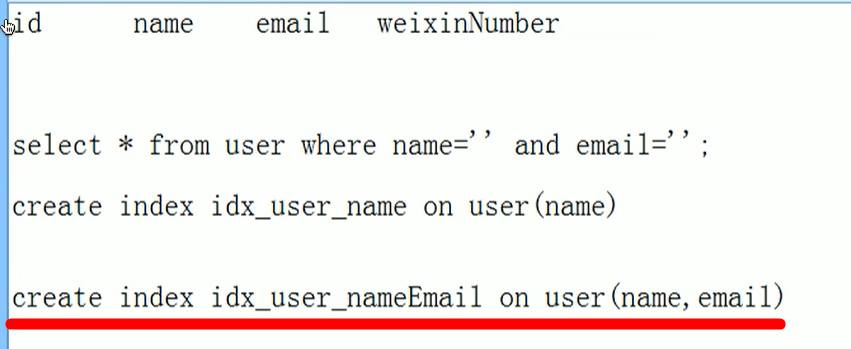 id name email weixinNumber
select * from user where name='' and email='';
create index idx_user_name on user(name)
create index idx_user_nameEmail on user(name,email)